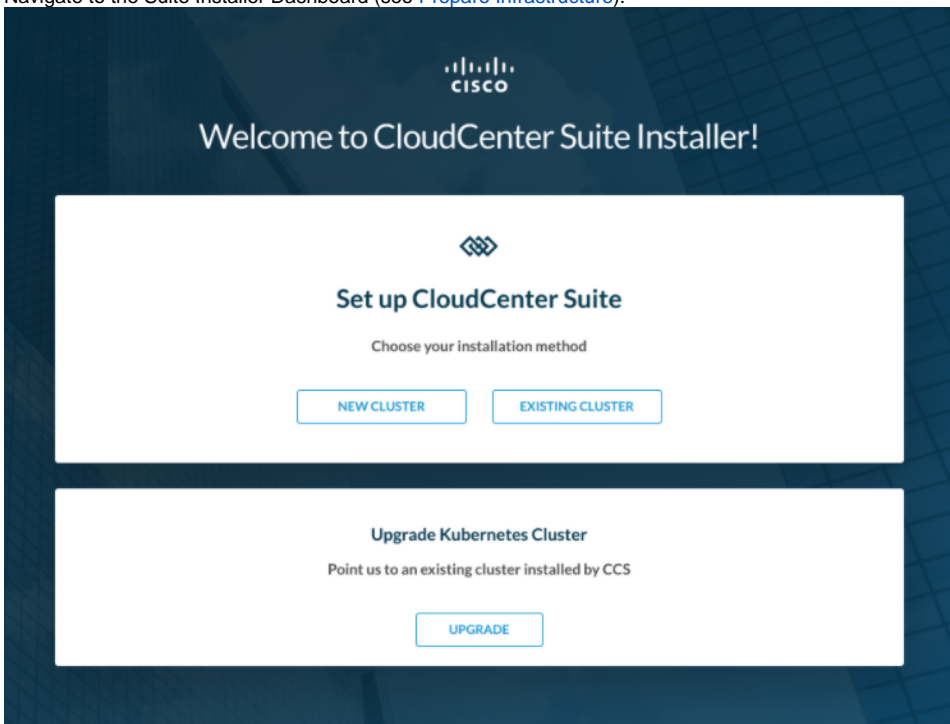 Navigate to the Suite Installer Dashboard (see Prepare Infrastructure).
CISCO
Welcome to CloudCenter Suite Installer!
Set up CloudCenter Suite
Choose your installation method
NEW CLUSTER EXISTING CLUSTER
Upgrade Kubernetes Cluster
Point us to an existing cluster installed by CCS
UPGRADE